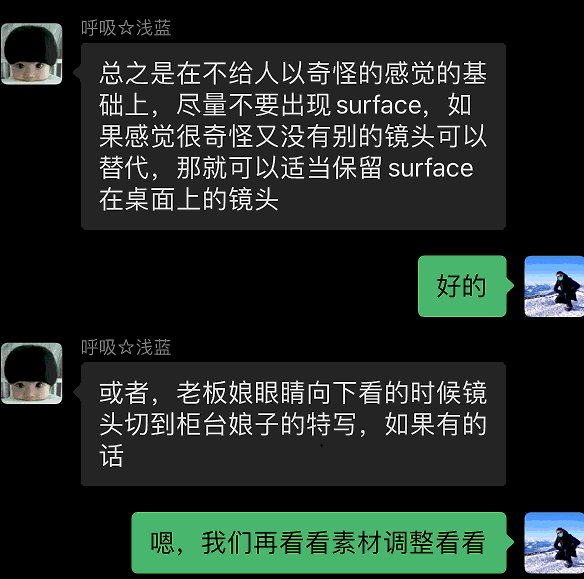 呼吸☆浅蓝
总之是在不给人以奇怪的感觉的基
础上，尽量不要出现surface，如
果感觉很奇怪又没有别的镜头可以
替代，那就可以适当保留surface
在桌面上的镜头
好的
呼吸☆浅蓝
或者，老板娘眼睛向下看的时候镜
头切到柜台娘子的特写，如果有的
话
嗯，我们再看看素材调整看看